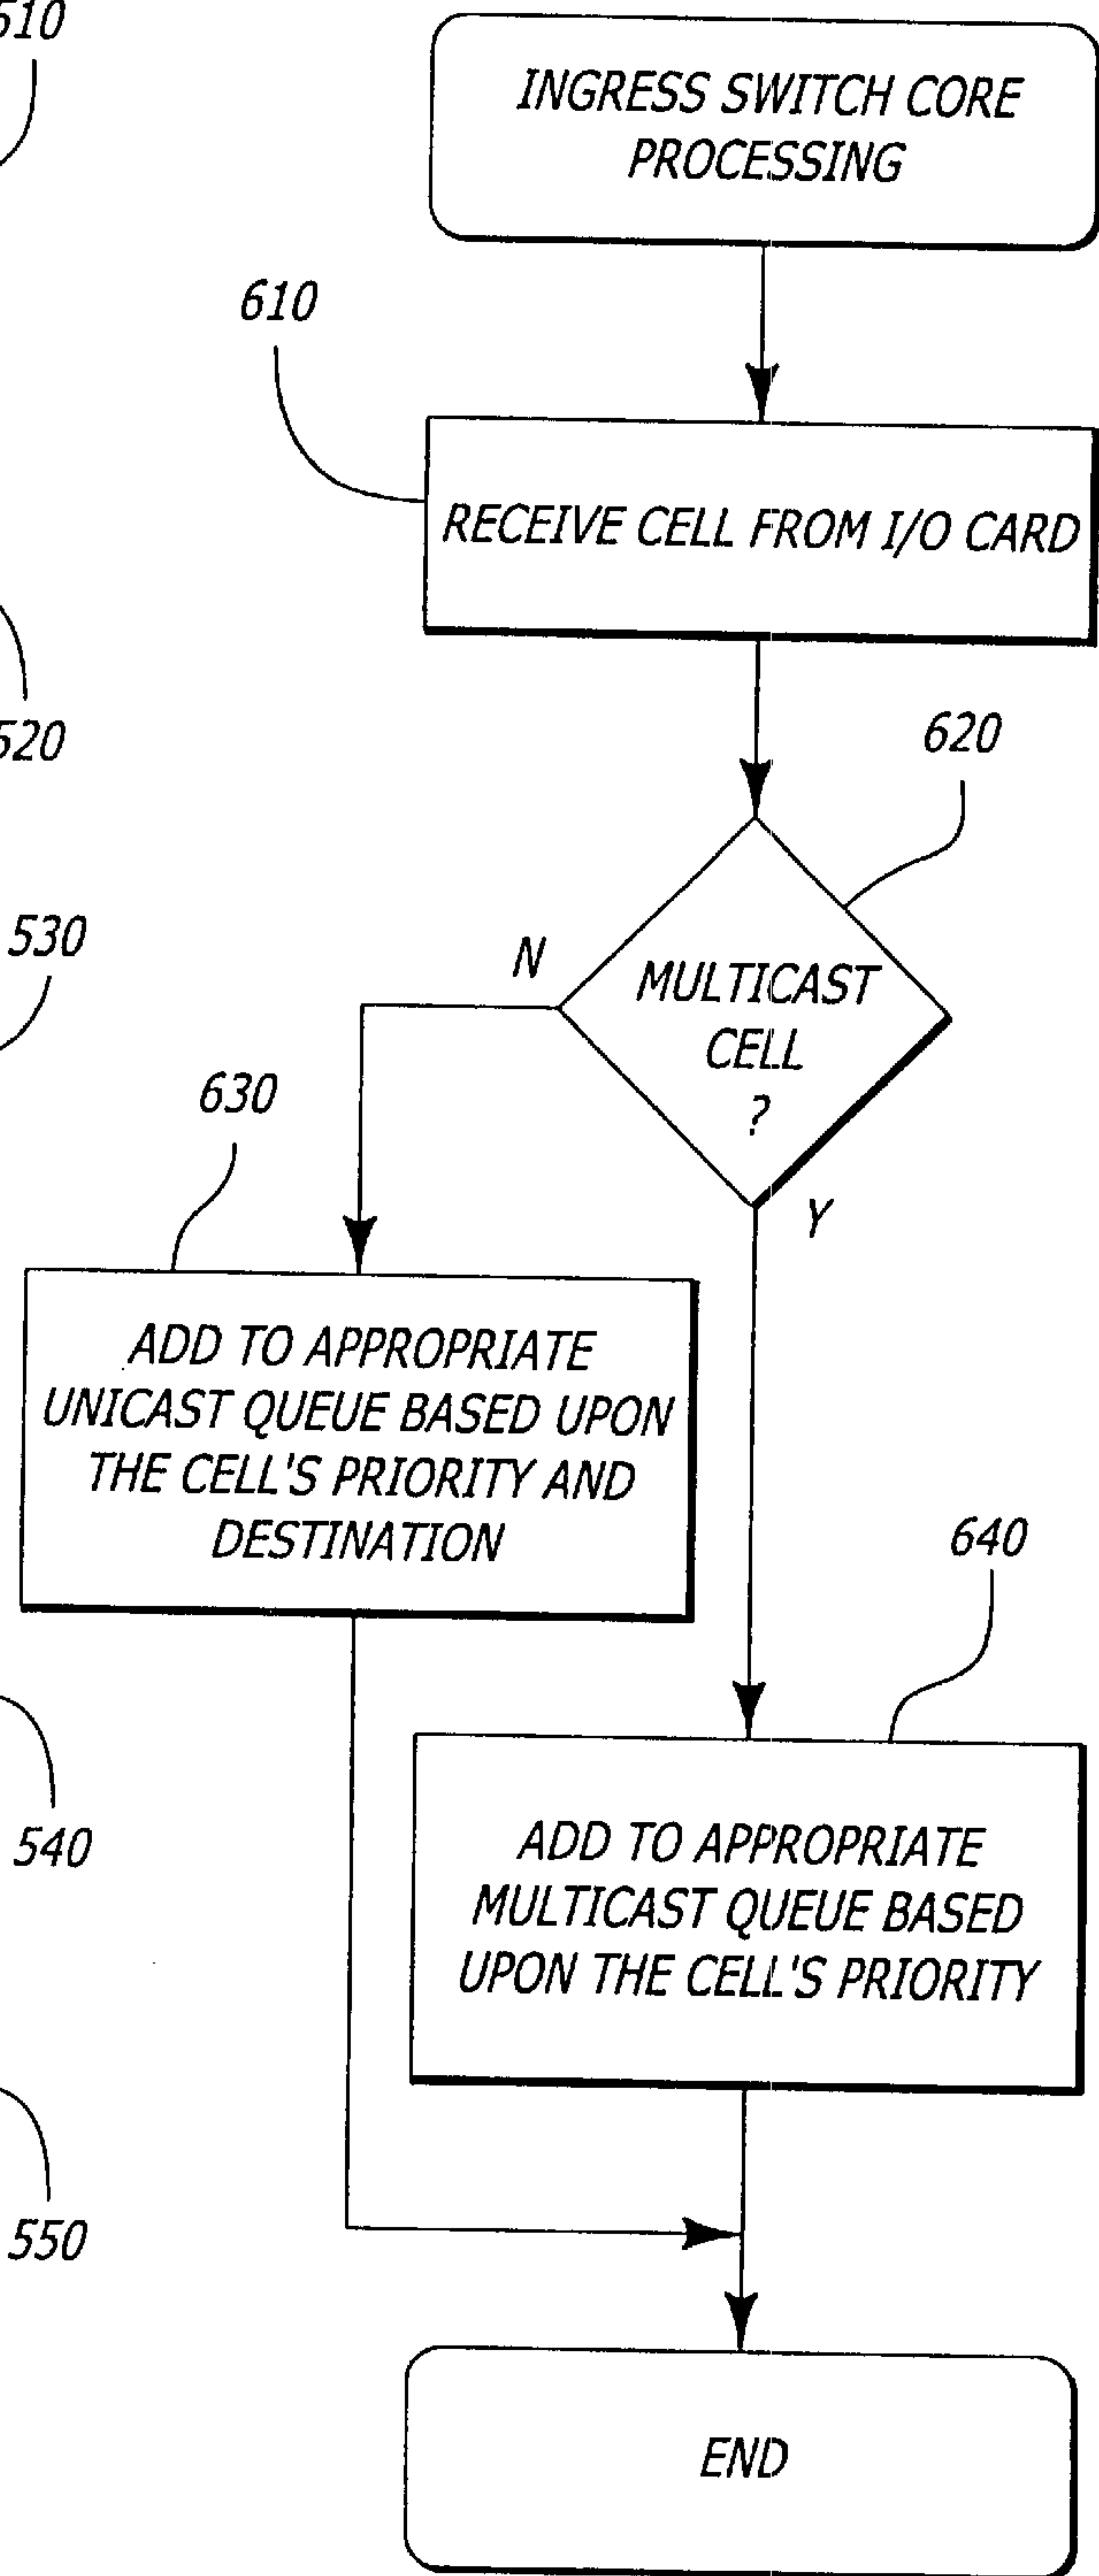 INGRESS SWITCH CORE
PROCESSING
610
RECEIVE CELL FROM I/O CARD
620
MULTICAST
CELL
?
N
Y
530
630
ADD TO APPROPRIATE
UNICAST QUEUE BASED UPON
THE CELL'S PRIORITY AND
DESTINATION
640
ADD TO APPROPRIATE
MULTICAST QUEUE BASED
UPON THE CELL'S PRIORITY
540
550
END